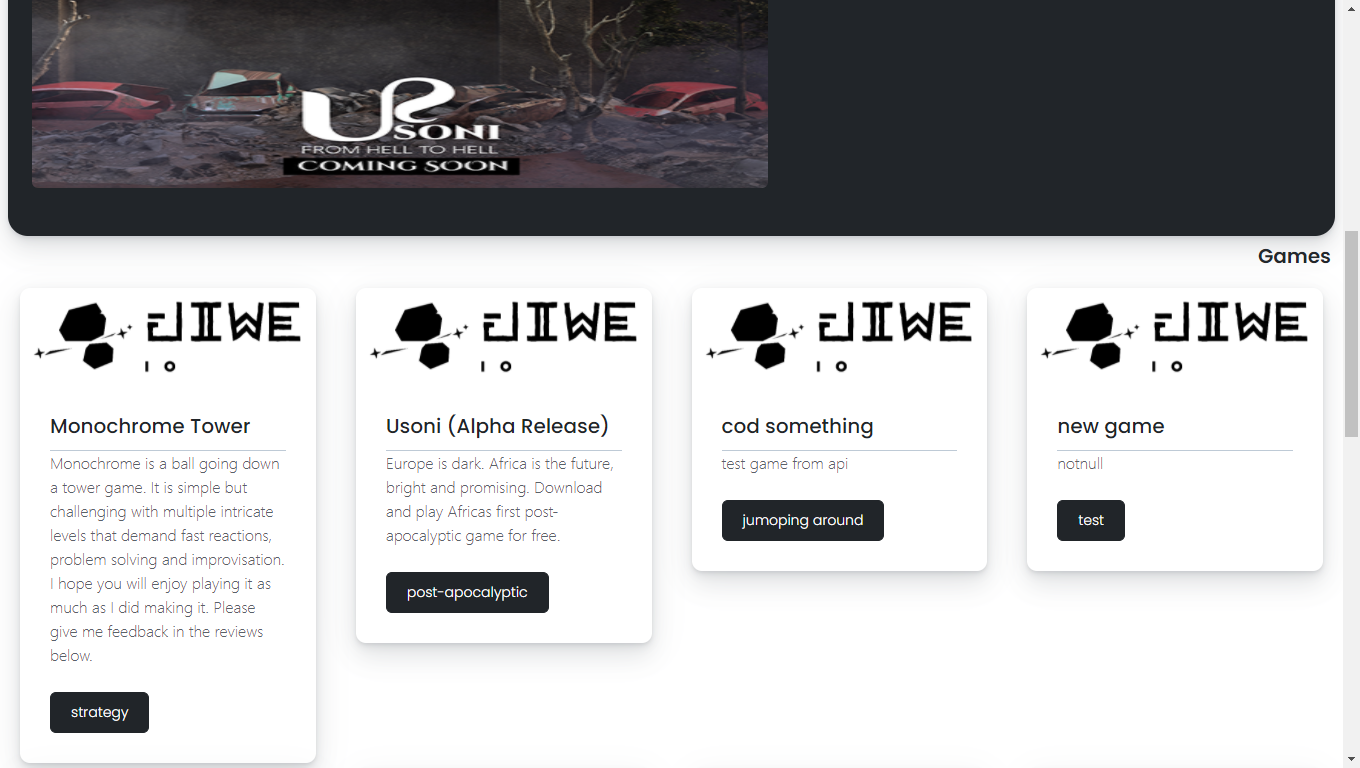 USONI
FROM HELL TO HELL
COMING SOON
Games
JIWE
IO
Monochrome Tower
Monochrome is a ball going down
a tower game. It is simple but
challenging with multiple intricate
levels that demand fast reactions,
problem solving and improvisation.
I hope you will enjoy playing it as
much as I did making it. Please
give me feedback in the reviews
below.
strategy
JIWE
IO
Usoni (Alpha Release)
Europe is dark. Africa is the future,
bright and promising. Download
and play Africas first post-
apocalyptic game for free.
post-apocalyptic
JIWE
IO
cod something
test game from api
jumoping around
JIWE
IO
new game
notnull
test